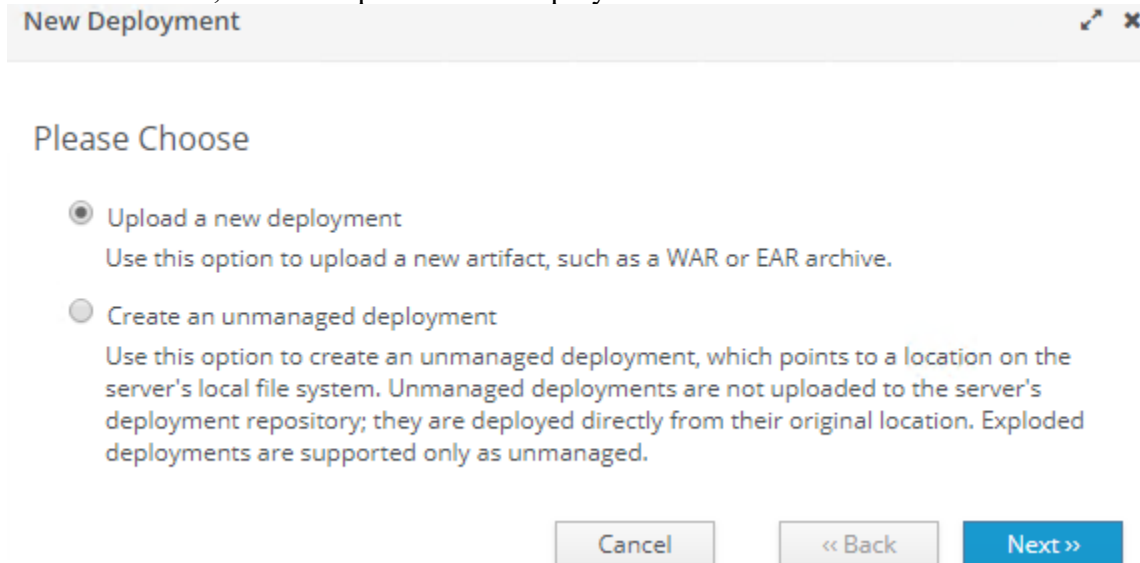 New Deployment
Please Choose
Upload a new deployment
Use this option to upload a new artifact, such as a WAR or EAR archive.
Create an unmanaged deployment
Use this option to create an unmanaged deployment, which points to a location on the
server's local file system. Unmanaged deployments are not uploaded to the server's
deployment repository; they are deployed directly from their original location. Exploded
deployments are supported only as unmanaged.
Cancel
‹‹ Back
Next ››